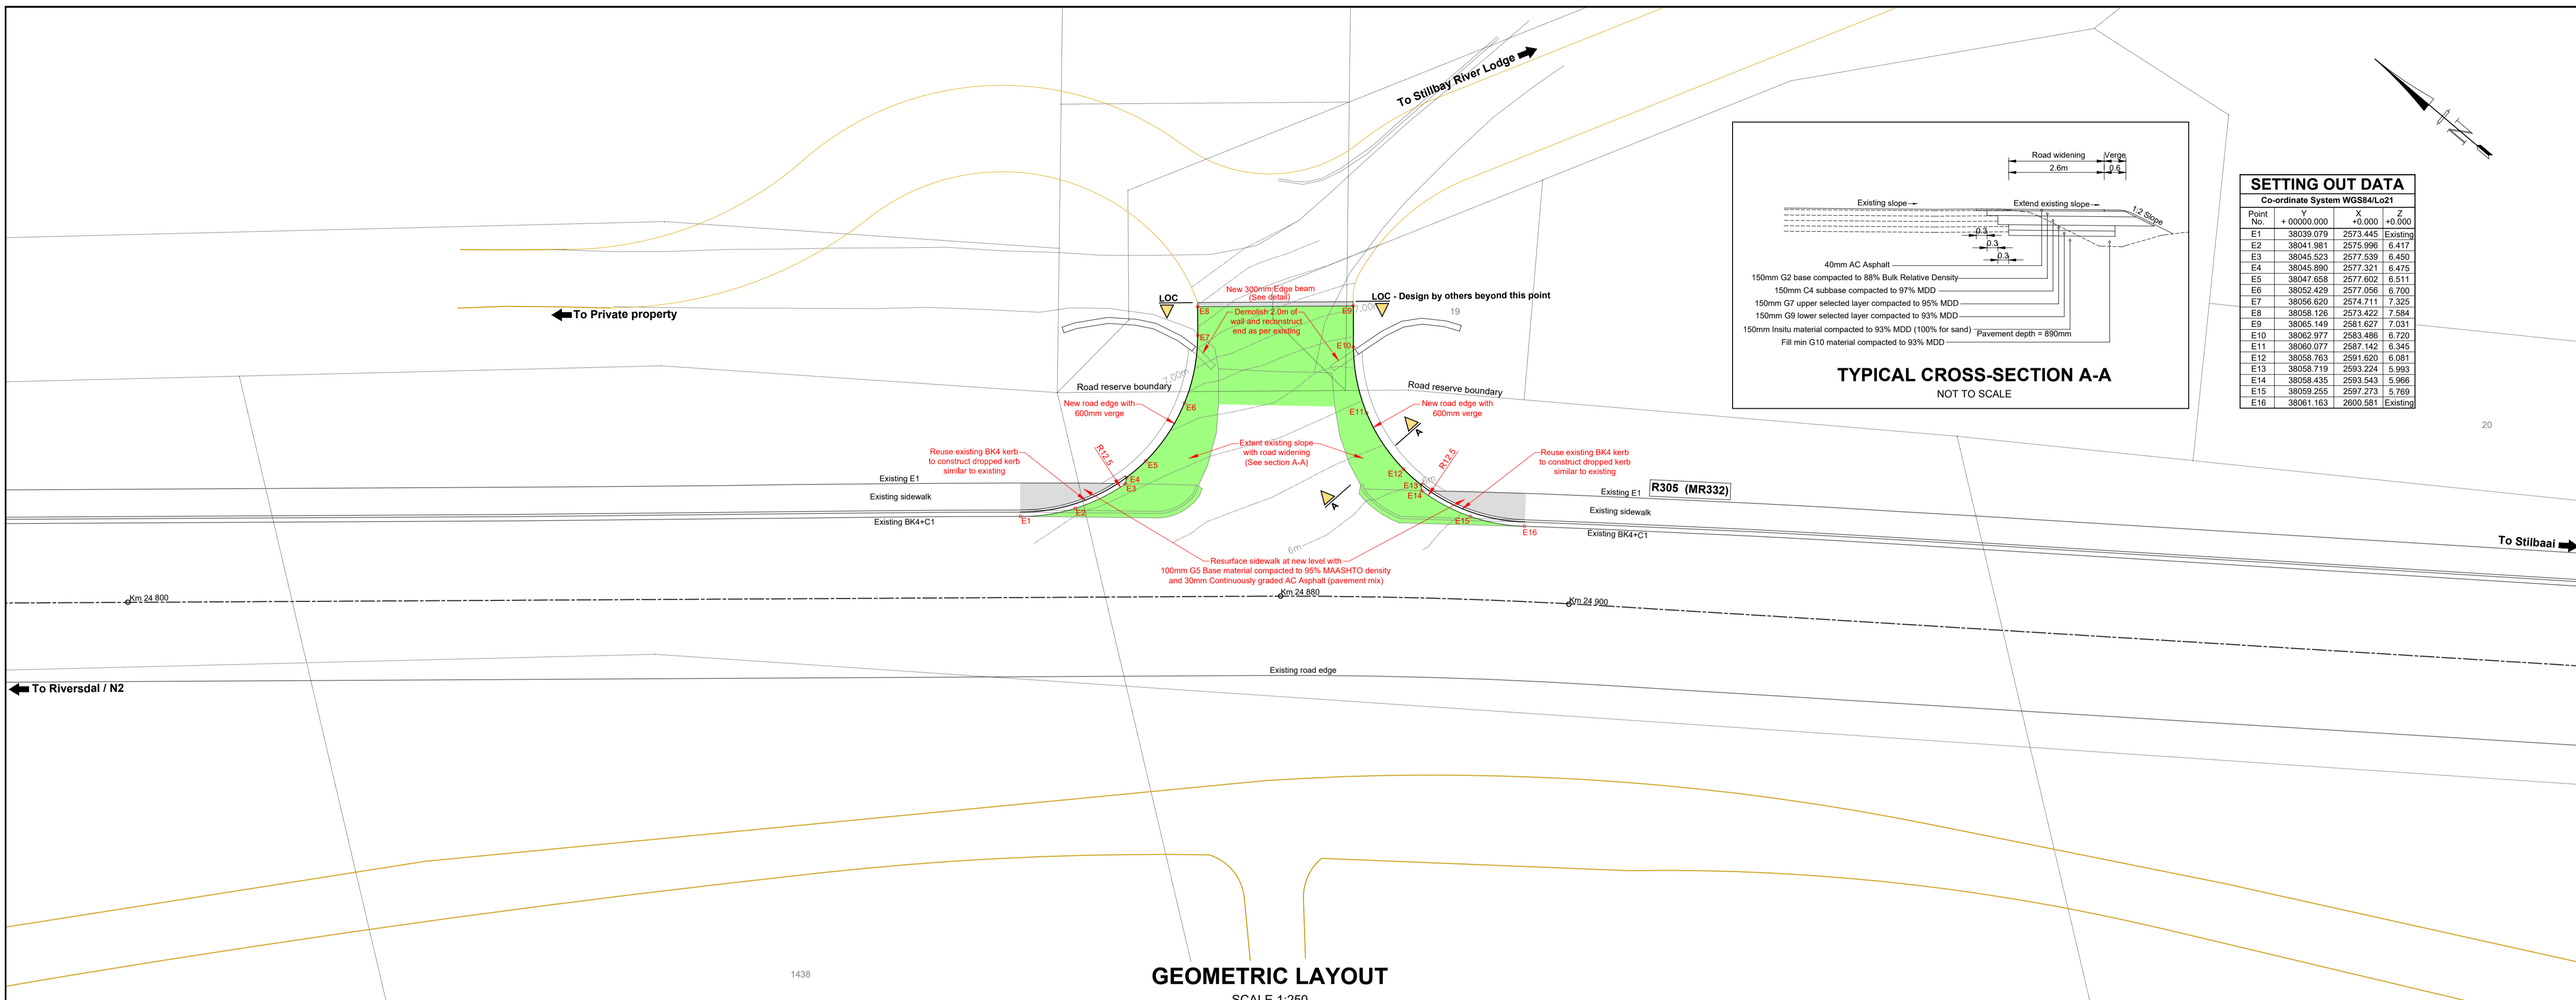 To Stillbay River Lodge
Road widening
Verge
2.6m
0.6
Existing slope
Extend existing slope
1:2 Slope
0.3
0.3
0.3
40mm AC Asphalt
150mm G2 base compacted to 88% Bulk Relative Density
150mm C4 subbase compacted to 97% MDD
150mm G7 upper selected layer compacted to 95% MDD
150mm G9 lower selected layer compacted to 93% MDD
150mm Insitu material compacted to 93% MDD (100% for sand)
Pavement depth = 890mm
Fill min G10 material compacted to 93% MDD
TYPICAL CROSS-SECTION A-A
NOT TO SCALE
N
SETTING OUT DATA
Co-ordinate System WGS84/Lo21
Point No. Y + 00000.000 X +0.000 Z +0.000
E1 38039.079 2573.445 Existing
E2 38041.981 2575.996 6.417
E3 38045.523 2577.539 6.450
E4 38045.890 2577.321 6.475
E5 38047.658 2577.602 6.511
E6 38052.429 2577.056 6.700
E7 38056.620 2574.711 7.325
E8 38058.126 2573.422 7.584
E9 38065.149 2581.627 7.031
E10 38062.977 2583.486 6.720
E11 38060.077 2587.142 6.345
E12 38058.763 2591.620 6.081
E13 38058.719 2593.224 5.993
E14 38058.435 2593.543 5.966
E15 38059.255 2597.273 5.769
E16 38061.163 2600.581 Existing
20
LOC
New 300mm Edge beam
(See detail)
LOC - Design by others beyond this point
19
To Private property
E8
Demolish 2.0m of
wall and reconstruct
end as per existing
E9
7,00m
E7
E10
7,00m
Road reserve boundary
Road reserve boundary
New road edge with
600mm verge
E6
E11
New road edge with
600mm verge
A
Reuse existing BK4 kerb
to construct dropped kerb
similar to existing
R12.5
Extent existing slope
with road widening
(See section A-A)
R12.5
Reuse existing BK4 kerb
to construct dropped kerb
similar to existing
E5
E12
Existing E1
E4
E3
E13
E14
6m
Existing E1
R305 (MR332)
Existing sidewalk
A
Existing sidewalk
Existing BK4+C1
E1
E2
E15
E16
Existing BK4+C1
To Stilbaai
6m
Resurface sidewalk at new level with
100mm G5 Base material compacted to 95% MAASHTO density
and 30mm Continuously graded AC Asphalt (pavement mix)
Km 24 800
Km 24 880
Km 24 900
Existing road edge
To Riversdal / N2
1438
GEOMETRIC LAYOUT
SCALE 1:250